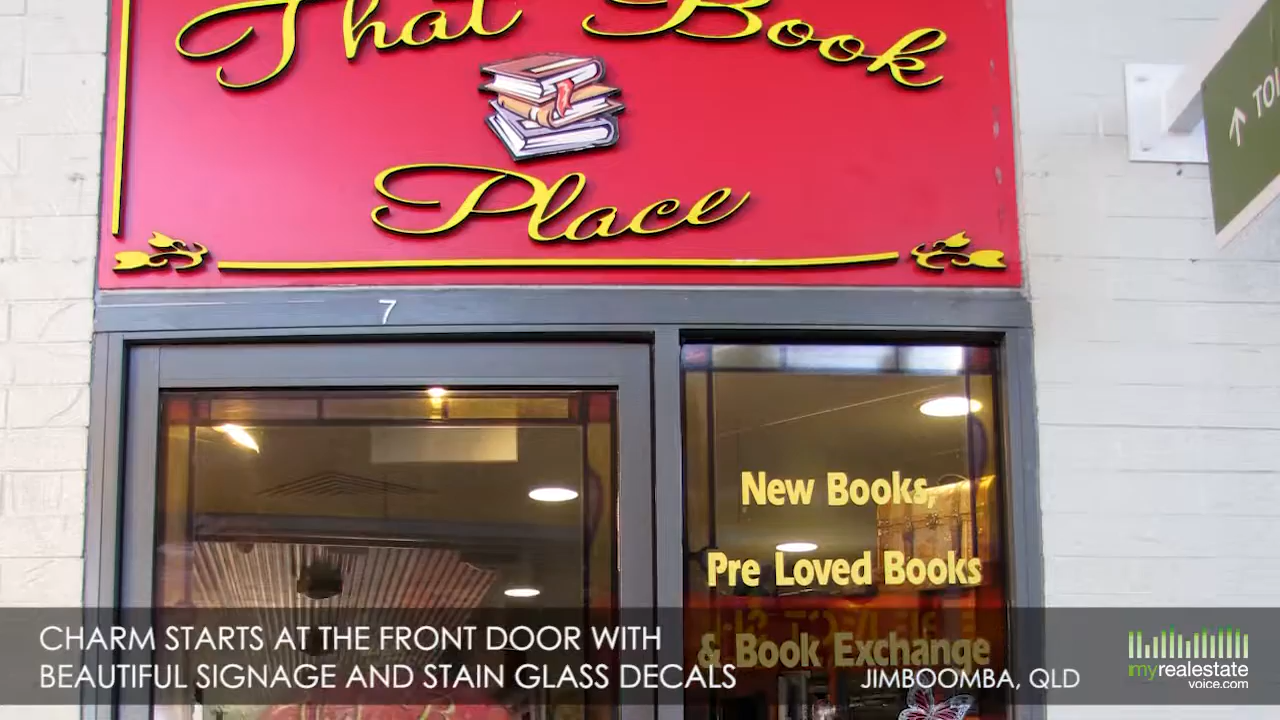 That Book
Place
TOI
7
New Books,
Pre Loved Books
& Book Exchange
CHARM STARTS AT THE FRONT DOOR WITH
BEAUTIFUL SIGNAGE AND STAIN GLASS DECALS
JIMBOOMBA, QLD
myrealestate
voice.com